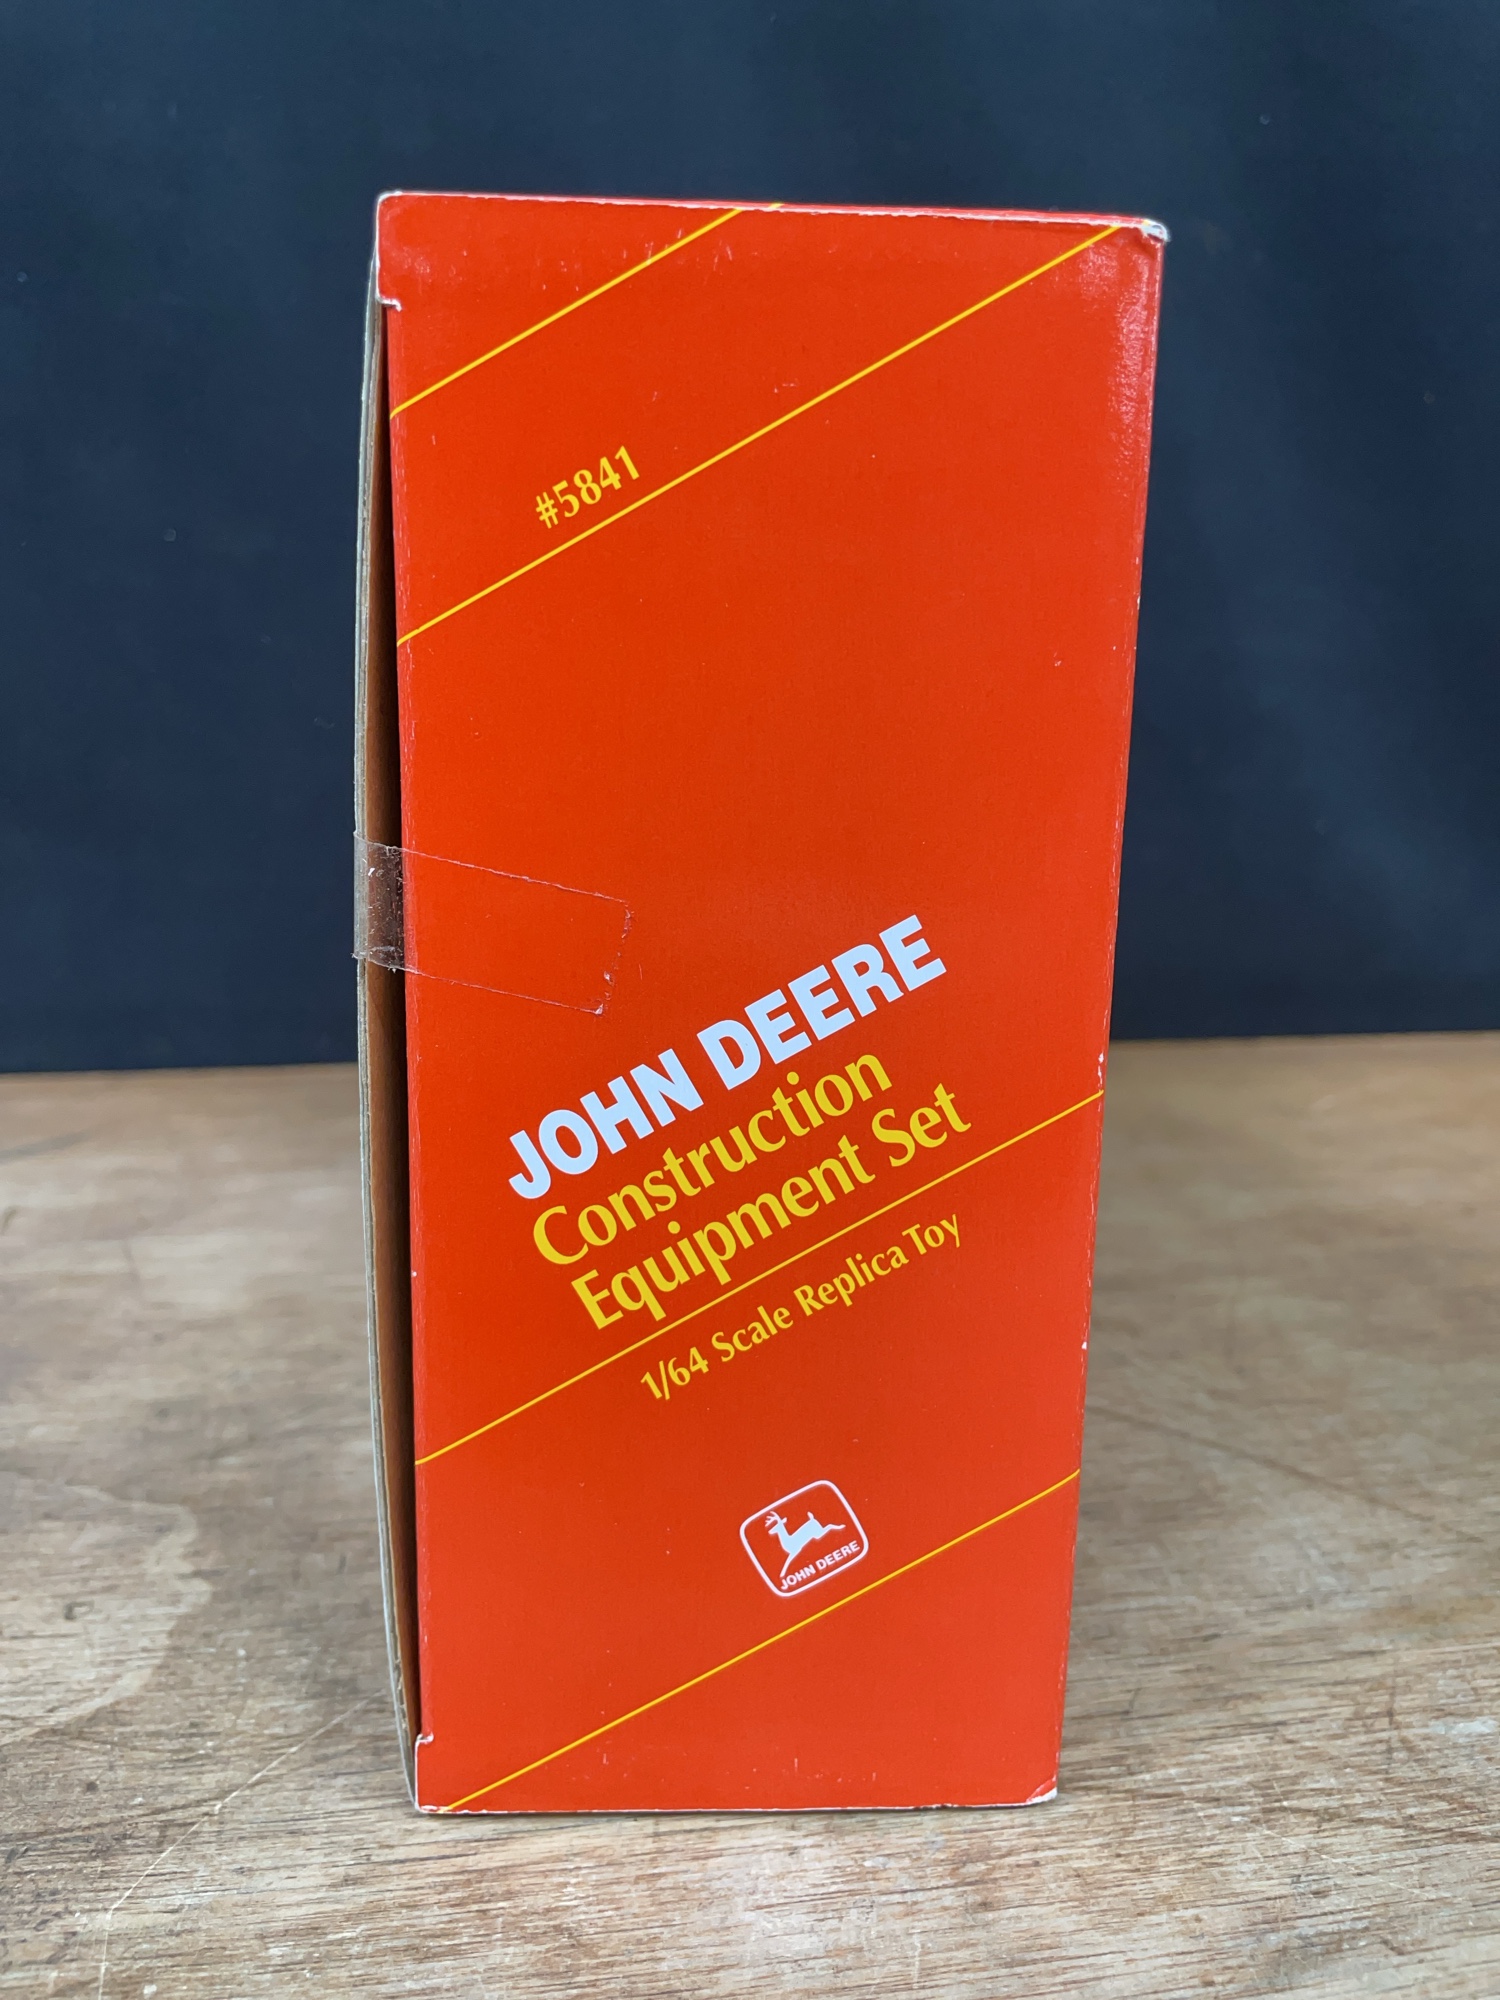 #5841
JOHN DEERE
Construction
Equipment Set
1/64 Scale Replica Toy
JOHN DEERE